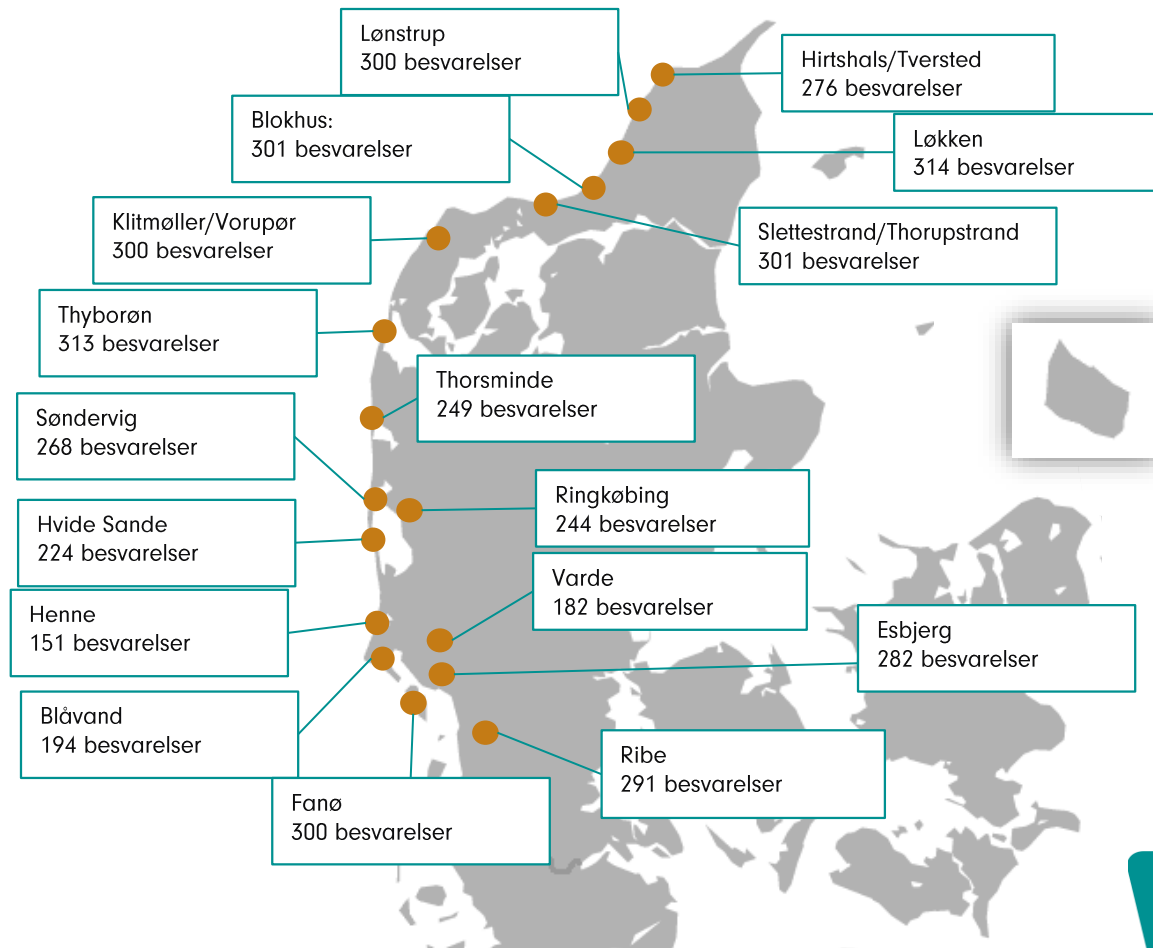 Lønstrup
300 besvarelser
Hirtshals/Tversted
276 besvarelser
Blokhus:
301 besvarelser
Løkken
314 besvarelser
Klitmøller/Vorupør
300 besvarelser
Slettestrand/Thorupstrand
301 besvarelser
Thyborøn
313 besvarelser
Thorsminde
249 besvarelser
Søndervig
268 besvarelser
Ringkøbing
244 besvarelser
Hvide Sande
224 besvarelser
Varde
182 besvarelser
Henne
151 besvarelser
Esbjerg
282 besvarelser
Blåvand
194 besvarelser
Ribe
291 besvarelser
Fanø
300 besvarelser